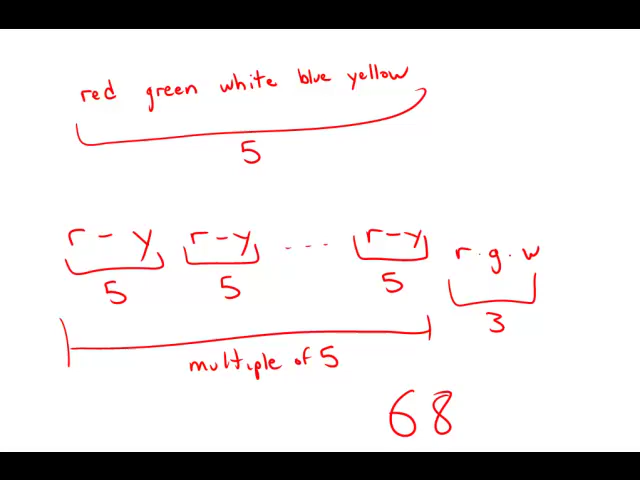 red green white blue yellow
5
r-y r-y ... r-y r.g.w
5 5 5 3
multiple of 5
68